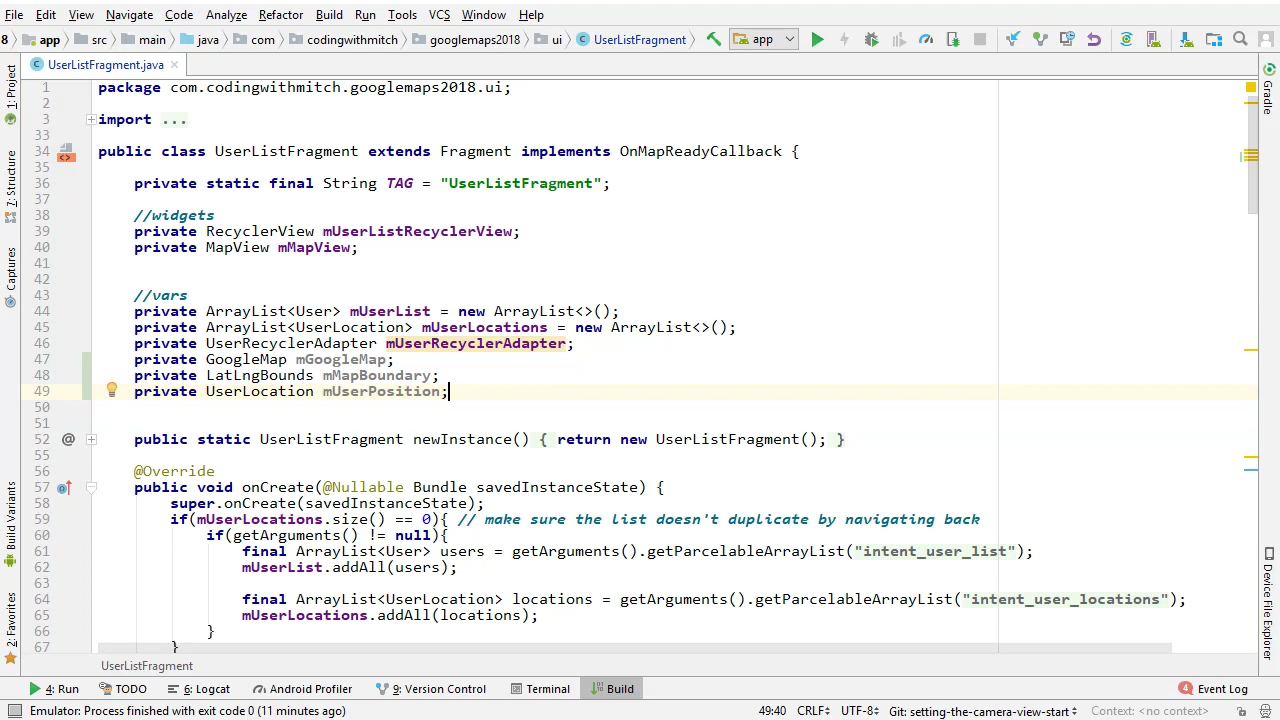 File Edit View Navigate Code Analyze Refactor Build Run Tools VCS Window Help
8 app src main java com codingwithmitch googlemaps2018 ui UserListFragment app
UserListFragment.java
1 package com.codingwithmitch.googlemaps2018.ui;
2
3 import ...
33
34 public class UserListFragment extends Fragment implements OnMapReadyCallback {
35
36 private static final String TAG = "UserListFragment";
37
38 //widgets
39 private RecyclerView mUserListRecyclerView;
40 private MapView mMapView;
41
42
43 //vars
44 private ArrayList<User> mUserList = new ArrayList<>();
45 private ArrayList<UserLocation> mUserLocations = new ArrayList<>();
46 private UserRecyclerAdapter mUserRecyclerAdapter;
47 private GoogleMap mGoogleMap;
48 private LatLngBounds mMapBoundary;
49 private UserLocation mUserPosition;
50
51
52 @ public static UserListFragment newInstance() { return new UserListFragment(); }
55
56 @Override
57 public void onCreate(@Nullable Bundle savedInstanceState) {
58 super.onCreate(savedInstanceState);
59 if(mUserLocations.size() == 0){ // make sure the list doesn't duplicate by navigating back
60 if(getArguments() != null){
61 final ArrayList<User> users = getArguments().getParcelableArrayList("intent_user_list");
62 mUserList.addAll(users);
63
64 final ArrayList<UserLocation> locations = getArguments().getParcelableArrayList("intent_user_locations");
65 mUserLocations.addAll(locations);
66 }
67 }
UserListFragment
1: Project
7: Structure
Captures
Build Variants
2: Favorites
Gradle
Device File Explorer
4: Run TODO 6: Logcat Android Profiler 9: Version Control Terminal Build 4 Event Log
Emulator: Process finished with exit code 0 (11 minutes ago) 49:40 CRLF÷ UTF-8÷ Git: setting-the-camera-view-start÷ Context: <no context>